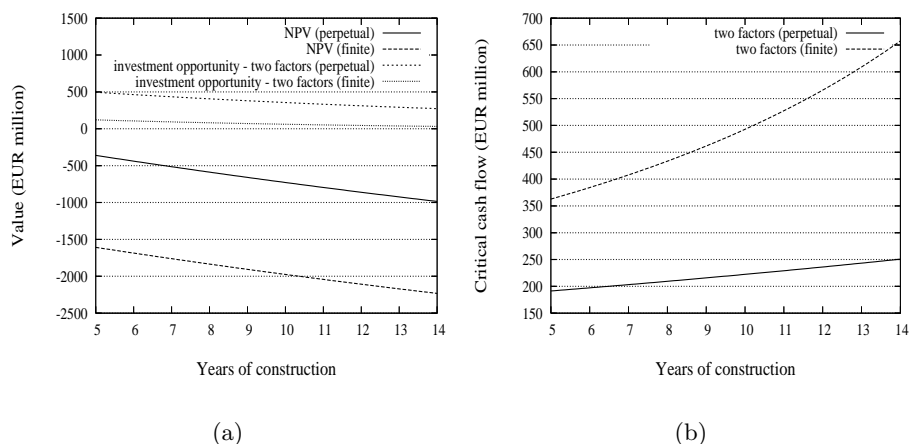 1500
1000
500
0
-500
-1000
-1500
-2000
-2500
Value (EUR million)
NPV (perpetual)
NPV (finite)
investment opportunity - two factors (perpetual)
investment opportunity - two factors (finite)
5 6 7 8 9 10 11 12 13 14
Years of construction
(a)
700
650
600
550
500
450
400
350
300
250
200
150
Critical cash flow (EUR million)
two factors (perpetual)
two factors (finite)
5 6 7 8 9 10 11 12 13 14
Years of construction
(b)